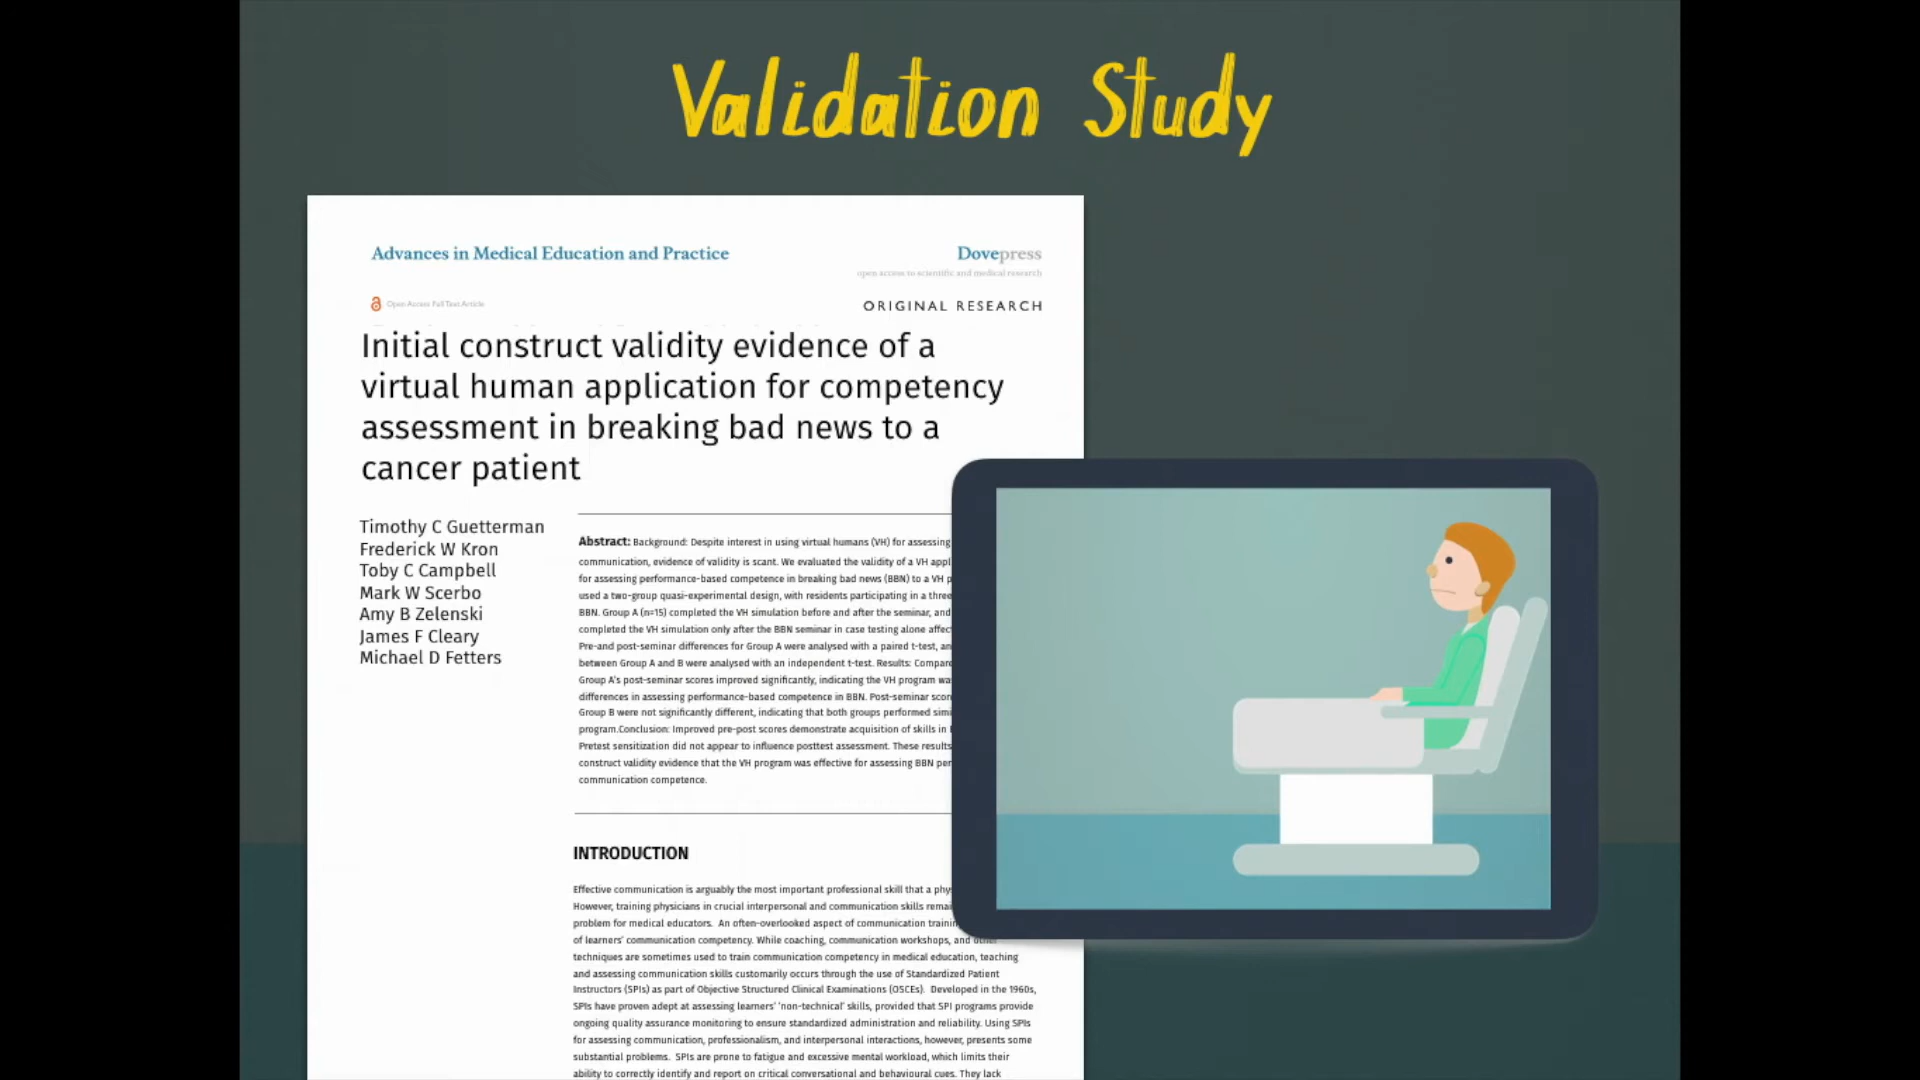 Validation Study
Advances in Medical Education and Practice
Dovepress
open access to scientific and medical research
Open Access Full Text Article
ORIGINAL RESEARCH
Initial construct validity evidence of a
virtual human application for competency
assessment in breaking bad news to a
cancer patient
Timothy C Guetterman
Frederick W Kron
Toby C Campbell
Mark W Scerbo
Amy B Zelenski
James F Cleary
Michael D Fetters
Abstract: Background: Despite interest in using virtual humans (VH) for assessing
communication, evidence of validity is scant. We evaluated the validity of a VH
for assessing performance-based competence in breaking bad news (BBN) to a VH
used a two-group quasi-experimental design, with residents participating in a three
BBN. Group A (n=15) completed the VH simulation before and after the seminar, and
completed the VH simulation only after the BBN seminar in case testing alone
Pre-and post-seminar differences for Group A were analysed with a paired t-test,
between Group A and B were analysed with an independent t-test. Results:
Group A's post-seminar scores improved significantly, indicating the VH program
differences in assessing performance-based competence in BBN. Post-seminar
Group B were not significantly different, indicating that both groups performed
program.Conclusion: Improved pre-post scores demonstrate acquisition of skills in
Pretest sensitization did not appear to influence posttest assessment. These results
construct validity evidence that the VH program was effective for assessing BBN
communication competence.
INTRODUCTION
Effective communication is arguably the most important professional skill that a
However, training physicians in crucial interpersonal and communication skills
problem for medical educators. An often-overlooked aspect of communication
of learners' communication competency. While coaching, communication workshops, and other
techniques are sometimes used to train communication competency in medical education, teaching
and assessing communication skills customarily occurs through the use of Standardized Patient
Instructors (SPIs) as part of Objective Structured Clinical Examinations (OSCEs). Developed in the 1960s,
SPIs have proven adept at assessing learners' 'non-technical' skills, provided that SPI programs provide
ongoing quality assurance monitoring to ensure standardized administration and reliability. Using SPIs
for assessing communication, professionalism, and interpersonal interactions, however, presents some
substantial problems. SPIs are prone to fatigue and excessive mental workload, which limits their
ability to correctly identify and report on critical conversational and behavioural cues. They lack